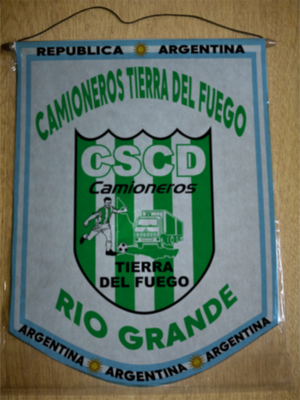 REPUBLICA ARGENTINA
CAMIONEROS TIERRA DEL FUEGO
CSCD
Camioneros
TIERRA
DEL FUEGO
RIO GRANDE
ARGENTINA ARGENTINA ARGENTINA